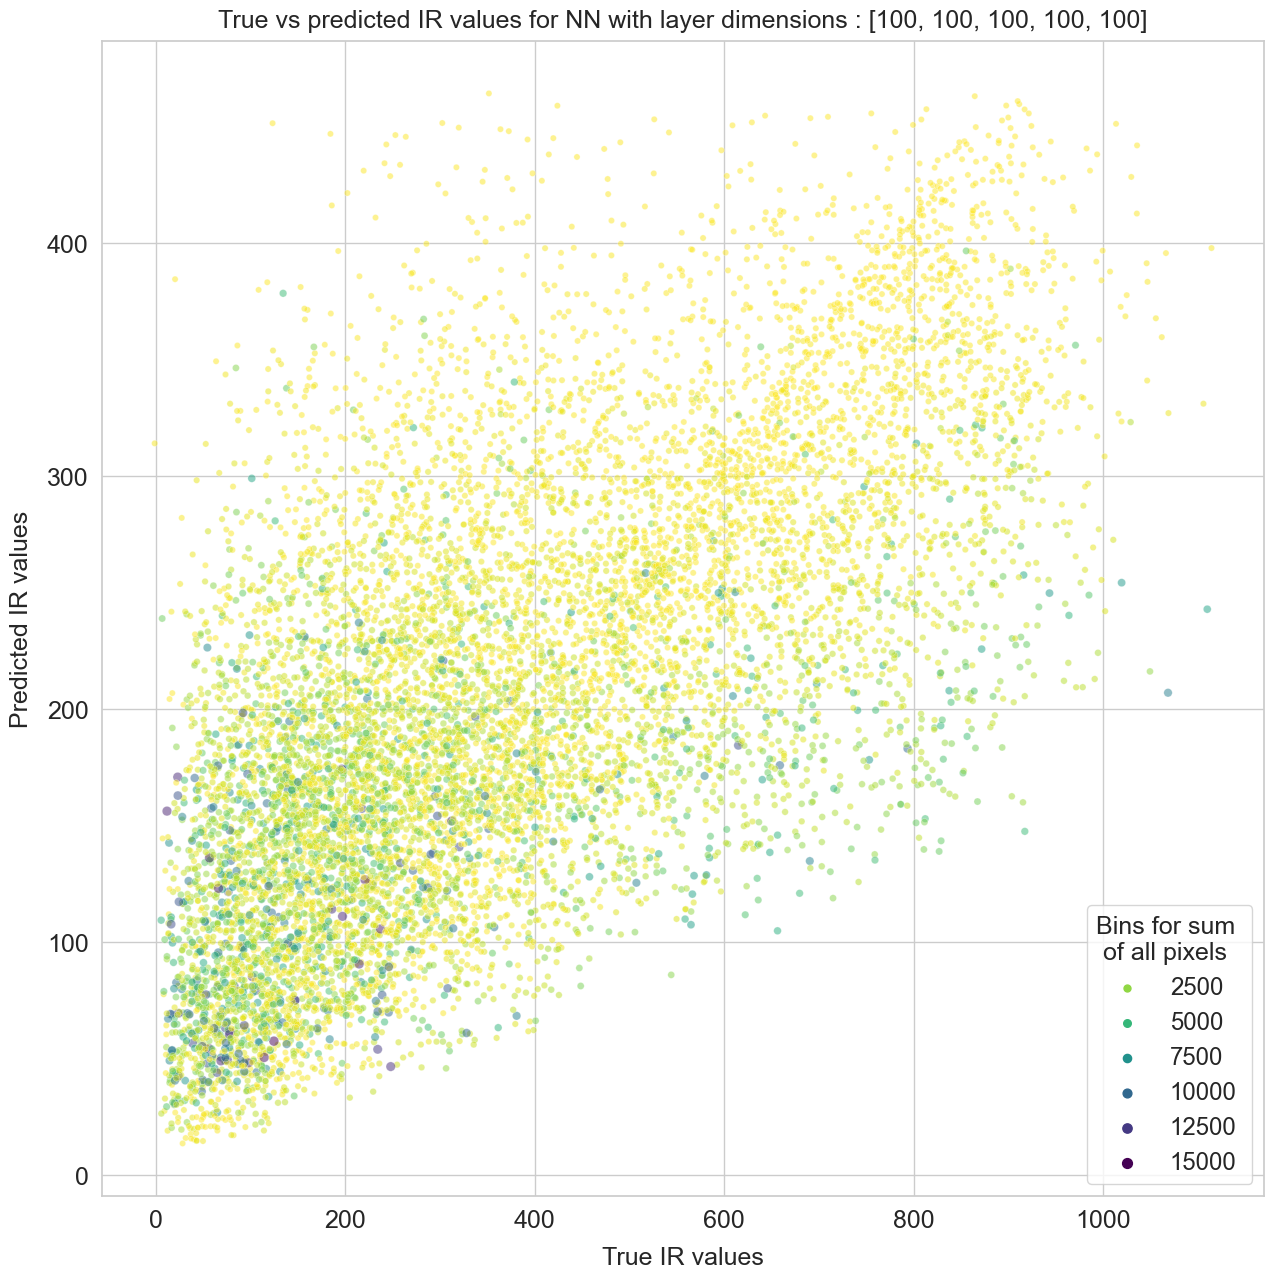 True vs predicted IR values for NN with layer dimensions : [100, 100, 100, 100, 100]
Predicted IR values
400
300
200
100
0
Bins for sum
of all pixels
2500
5000
7500
10000
12500
15000
0 200 400 600 800 1000
True IR values